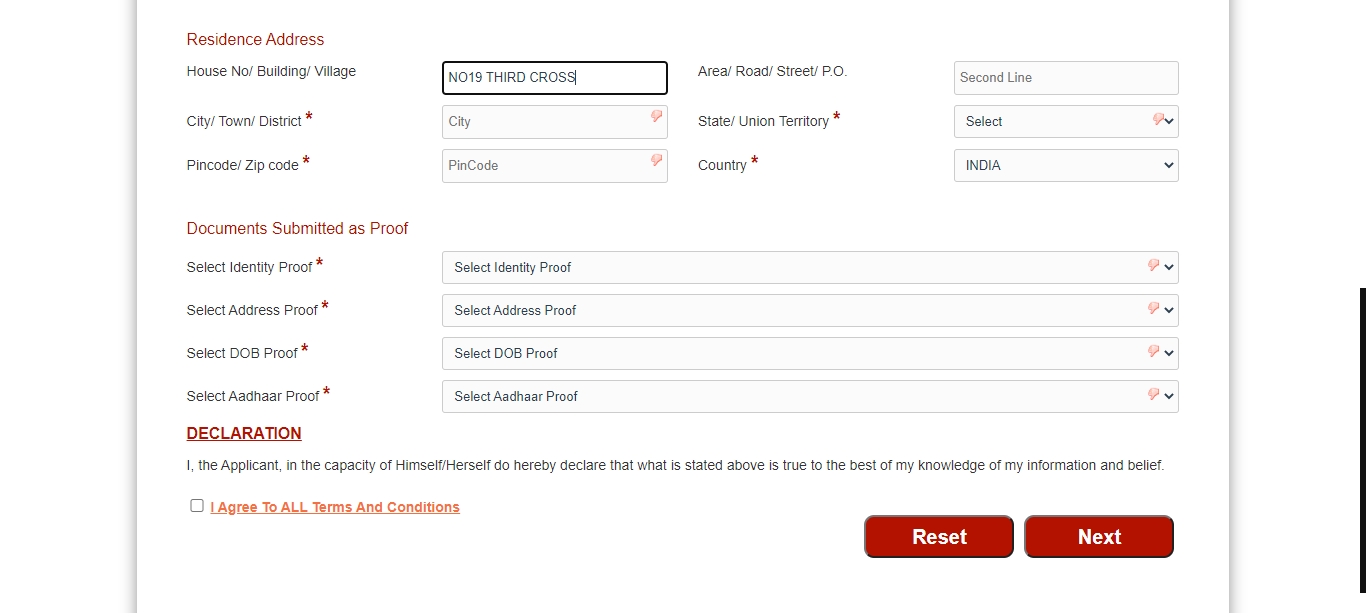 Residence Address
House No/ Building/ Village NO19 THIRD CROSS Area/ Road/ Street/ P.O. Second Line
City/ Town/ District * City State/ Union Territory * Select
Pincode/ Zip code * PinCode Country * INDIA
Documents Submitted as Proof
Select Identity Proof * Select Identity Proof
Select Address Proof * Select Address Proof
Select DOB Proof * Select DOB Proof
Select Aadhaar Proof * Select Aadhaar Proof
DECLARATION
I, the Applicant, in the capacity of Himself/Herself do hereby declare that what is stated above is true to the best of my knowledge of my information and belief.
I Agree To ALL Terms And Conditions
Reset Next